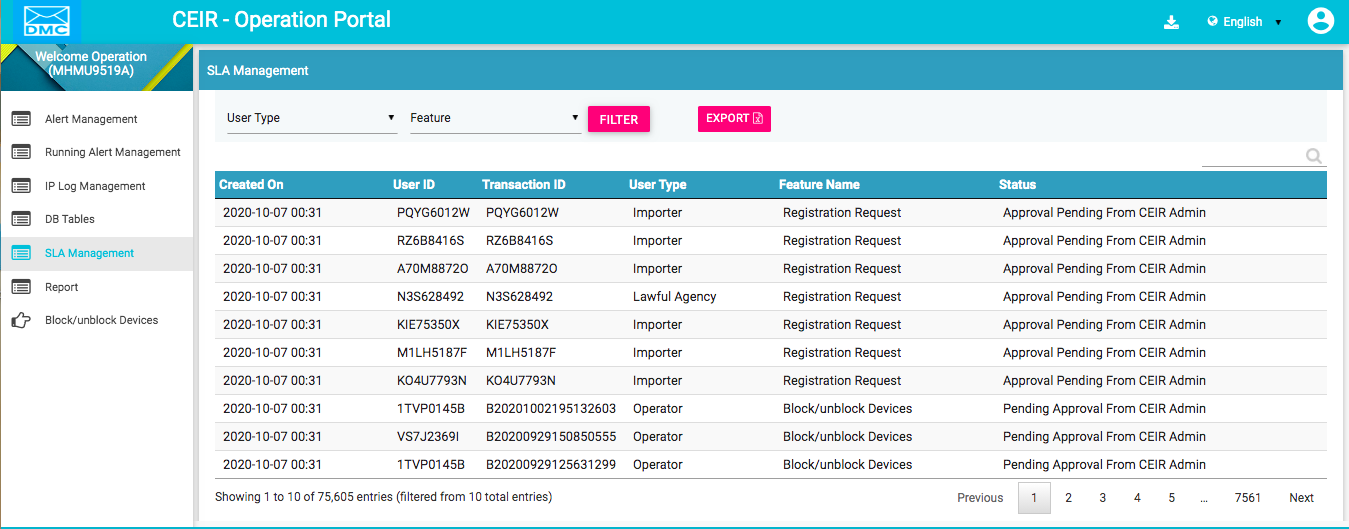 DMC
CEIR - Operation Portal
English
Welcome Operation
(MHMU9519A)
Alert Management
Running Alert Management
IP Log Management
DB Tables
SLA Management
Report
Block/unblock Devices
SLA Management
User Type Feature FILTER EXPORT
Created On User ID Transaction ID User Type Feature Name Status
2020-10-07 00:31 PQYG6012W PQYG6012W Importer Registration Request Approval Pending From CEIR Admin
2020-10-07 00:31 RZ6B8416S RZ6B8416S Importer Registration Request Approval Pending From CEIR Admin
2020-10-07 00:31 A70M8872O A70M8872O Importer Registration Request Approval Pending From CEIR Admin
2020-10-07 00:31 N3S628492 N3S628492 Lawful Agency Registration Request Approval Pending From CEIR Admin
2020-10-07 00:31 KIE75350X KIE75350X Importer Registration Request Approval Pending From CEIR Admin
2020-10-07 00:31 M1LH5187F M1LH5187F Importer Registration Request Approval Pending From CEIR Admin
2020-10-07 00:31 KO4U7793N KO4U7793N Importer Registration Request Approval Pending From CEIR Admin
2020-10-07 00:31 1TVP0145B B20201002195132603 Operator Block/unblock Devices Pending Approval From CEIR Admin
2020-10-07 00:31 VS7J2369I B20200929150850555 Operator Block/unblock Devices Pending Approval From CEIR Admin
2020-10-07 00:31 1TVP0145B B20200929125631299 Operator Block/unblock Devices Pending Approval From CEIR Admin
Showing 1 to 10 of 75,605 entries (filtered from 10 total entries)
Previous 1 2 3 4 5 … 7561 Next